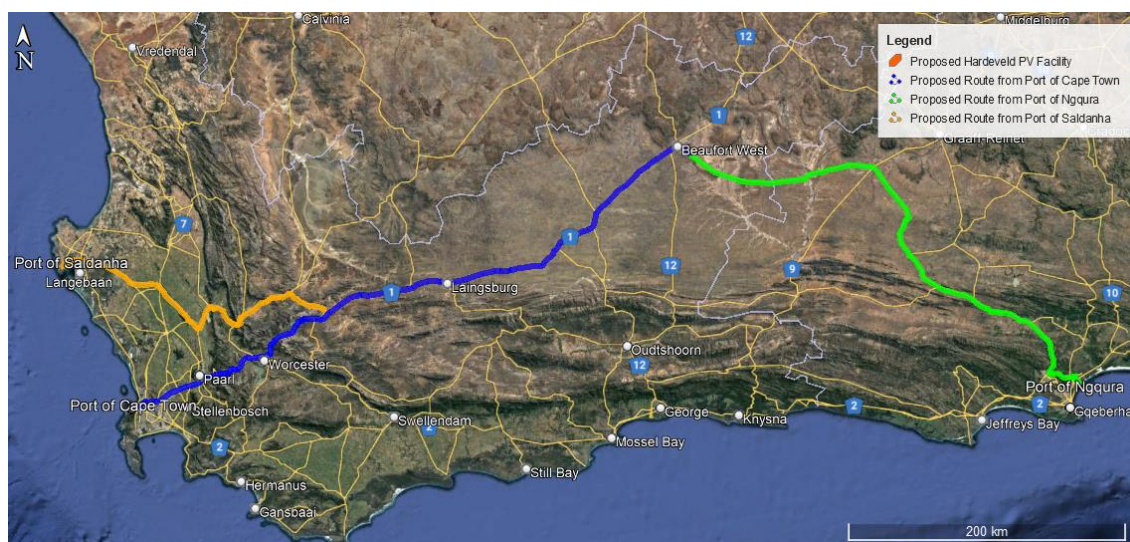 Calvinia
Middelburg
N
Vredendal
12
Legend
Proposed Hardeveld PV Facility
Proposed Route from Port of Cape Town
Proposed Route from Port of Ngqura
Proposed Route from Port of Saldanha
1
Beaufort West
Graaff-Reinet
7
Port of Saldanha
Langebaan
1
12
9
1
Laingsburg
10
Worcester
Oudtshoorn
12
Paarl
Port of Ngqura
Port of Cape Town
Stellenbosch
George
Knysna
2
2
Gqeberha
Swellendam
2
Jeffreys Bay
2
Mossel Bay
Still Bay
Hermanus
Gansbaai
200 km